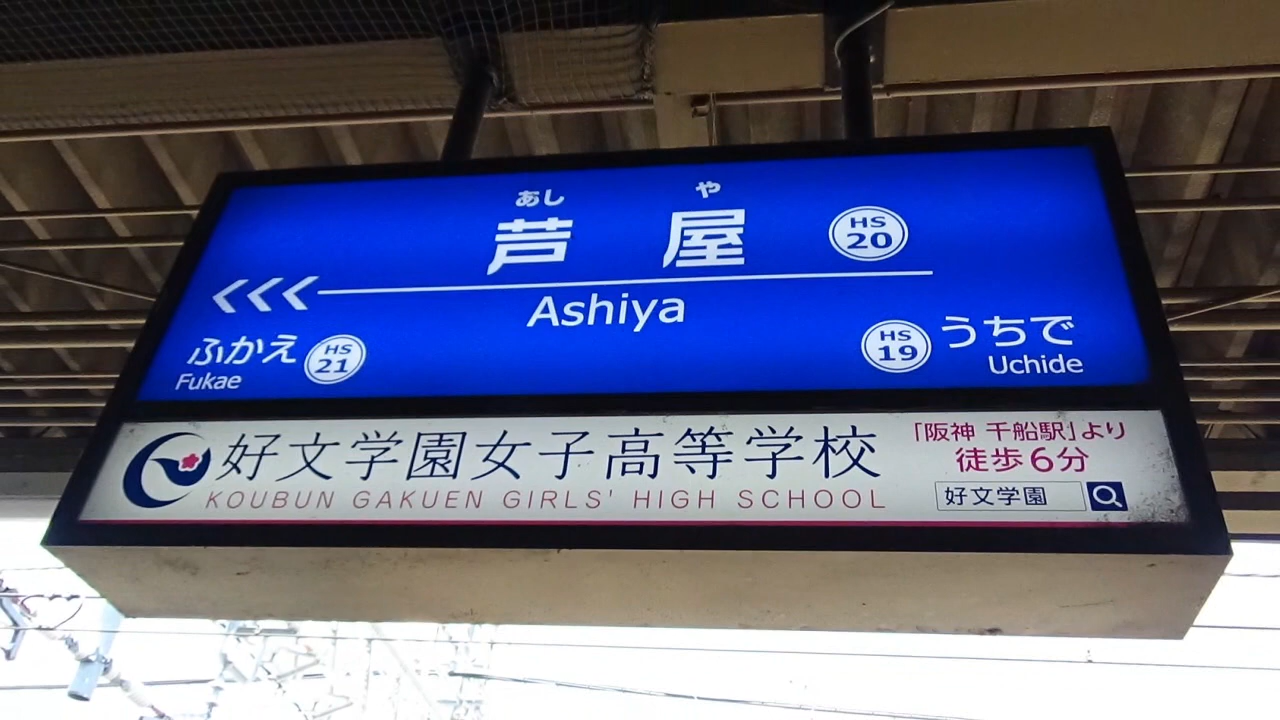 あし や
芦 屋 HS 20
Ashiya
ふかえ HS 21
Fukae
HS 19 うちで
Uchide
好文学園女子高等学校
KOUBUN GAKUEN GIRLS' HIGH SCHOOL
「阪神 千船駅」より
徒歩6分
好文学園